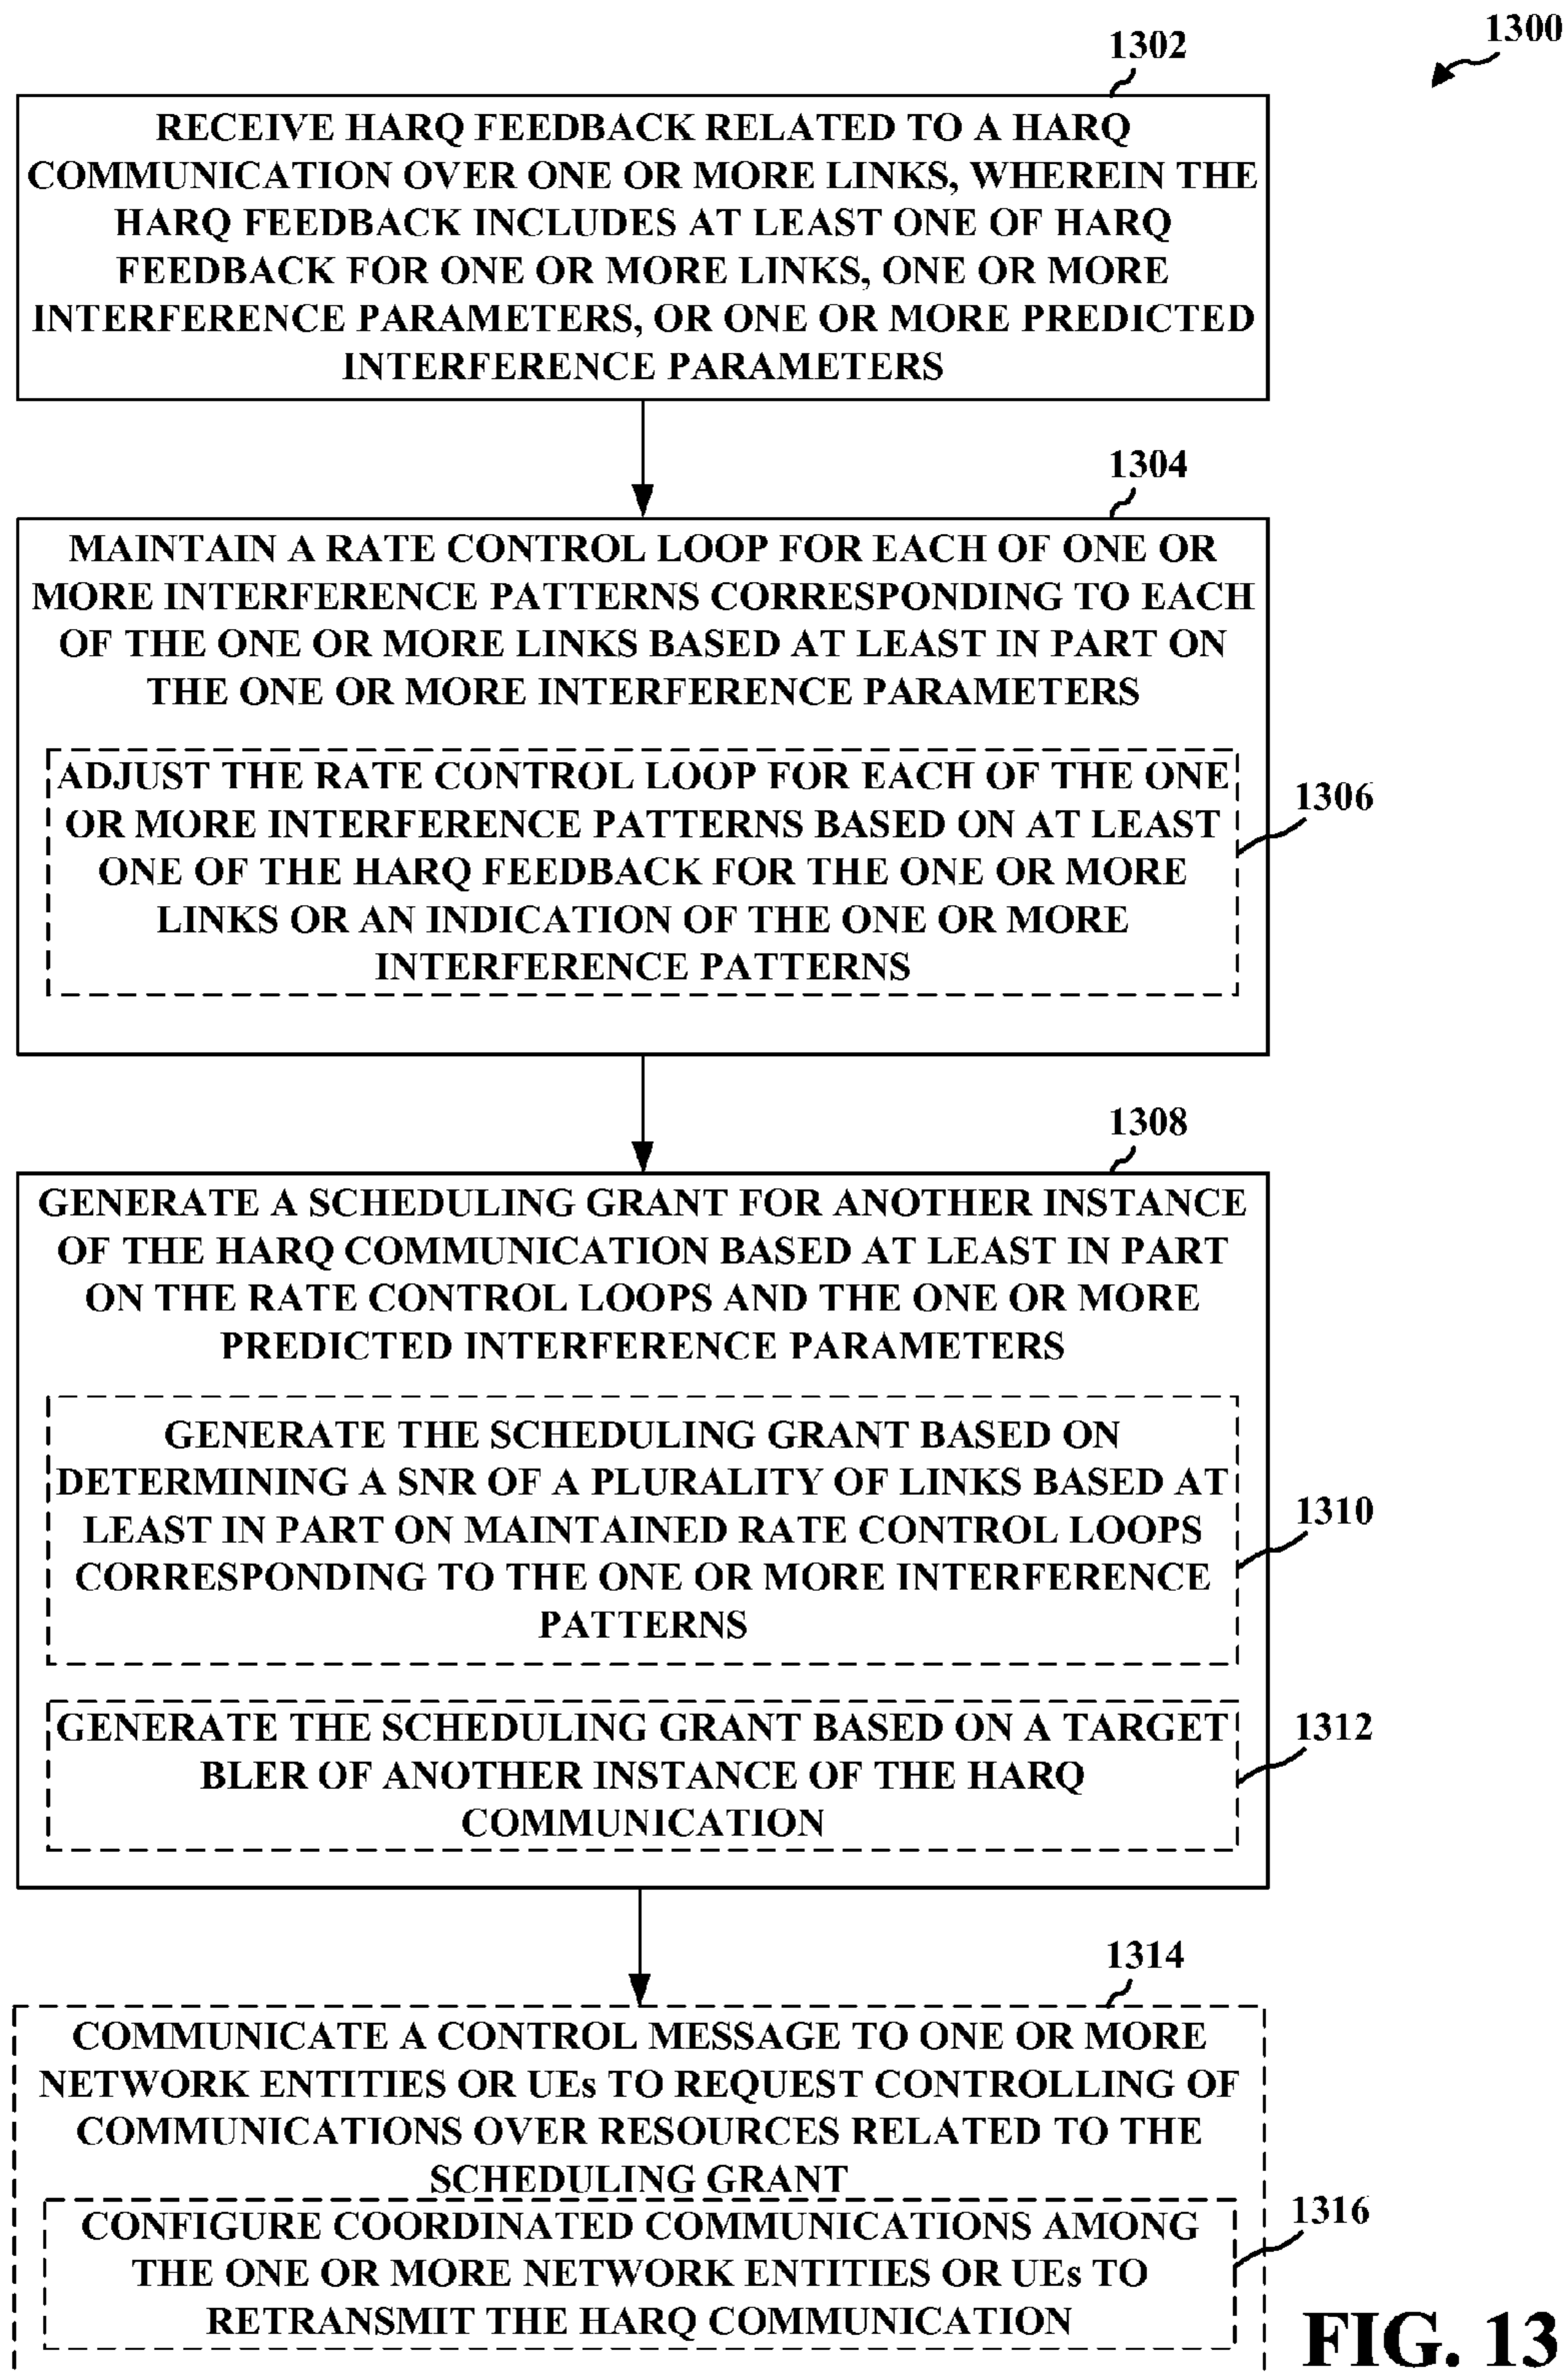 1300
1302
RECEIVE HARQ FEEDBACK RELATED TO A HARQ
COMMUNICATION OVER ONE OR MORE LINKS, WHEREIN THE
HARQ FEEDBACK INCLUDES AT LEAST ONE OF HARQ
FEEDBACK FOR ONE OR MORE LINKS, ONE OR MORE
INTERFERENCE PARAMETERS, OR ONE OR MORE PREDICTED
INTERFERENCE PARAMETERS
1304
MAINTAIN A RATE CONTROL LOOP FOR EACH OF ONE OR
MORE INTERFERENCE PATTERNS CORRESPONDING TO EACH
OF THE ONE OR MORE LINKS BASED AT LEAST IN PART ON
THE ONE OR MORE INTERFERENCE PARAMETERS
ADJUST THE RATE CONTROL LOOP FOR EACH OF THE ONE
OR MORE INTERFERENCE PATTERNS BASED ON AT LEAST
ONE OF THE HARQ FEEDBACK FOR THE ONE OR MORE
LINKS OR AN INDICATION OF THE ONE OR MORE
INTERFERENCE PATTERNS
1306
1308
GENERATE A SCHEDULING GRANT FOR ANOTHER INSTANCE
OF THE HARQ COMMUNICATION BASED AT LEAST IN PART
ON THE RATE CONTROL LOOPS AND THE ONE OR MORE
PREDICTED INTERFERENCE PARAMETERS
GENERATE THE SCHEDULING GRANT BASED ON
DETERMINING A SNR OF A PLURALITY OF LINKS BASED AT
LEAST IN PART ON MAINTAINED RATE CONTROL LOOPS
CORRESPONDING TO THE ONE OR MORE INTERFERENCE
PATTERNS
1310
GENERATE THE SCHEDULING GRANT BASED ON A TARGET
BLER OF ANOTHER INSTANCE OF THE HARQ
COMMUNICATION
1312
1314
COMMUNICATE A CONTROL MESSAGE TO ONE OR MORE
NETWORK ENTITIES OR UEs TO REQUEST CONTROLLING OF
COMMUNICATIONS OVER RESOURCES RELATED TO THE
SCHEDULING GRANT
CONFIGURE COORDINATED COMMUNICATIONS AMONG
THE ONE OR MORE NETWORK ENTITIES OR UEs TO
RETRANSMIT THE HARQ COMMUNICATION
1316
FIG. 13